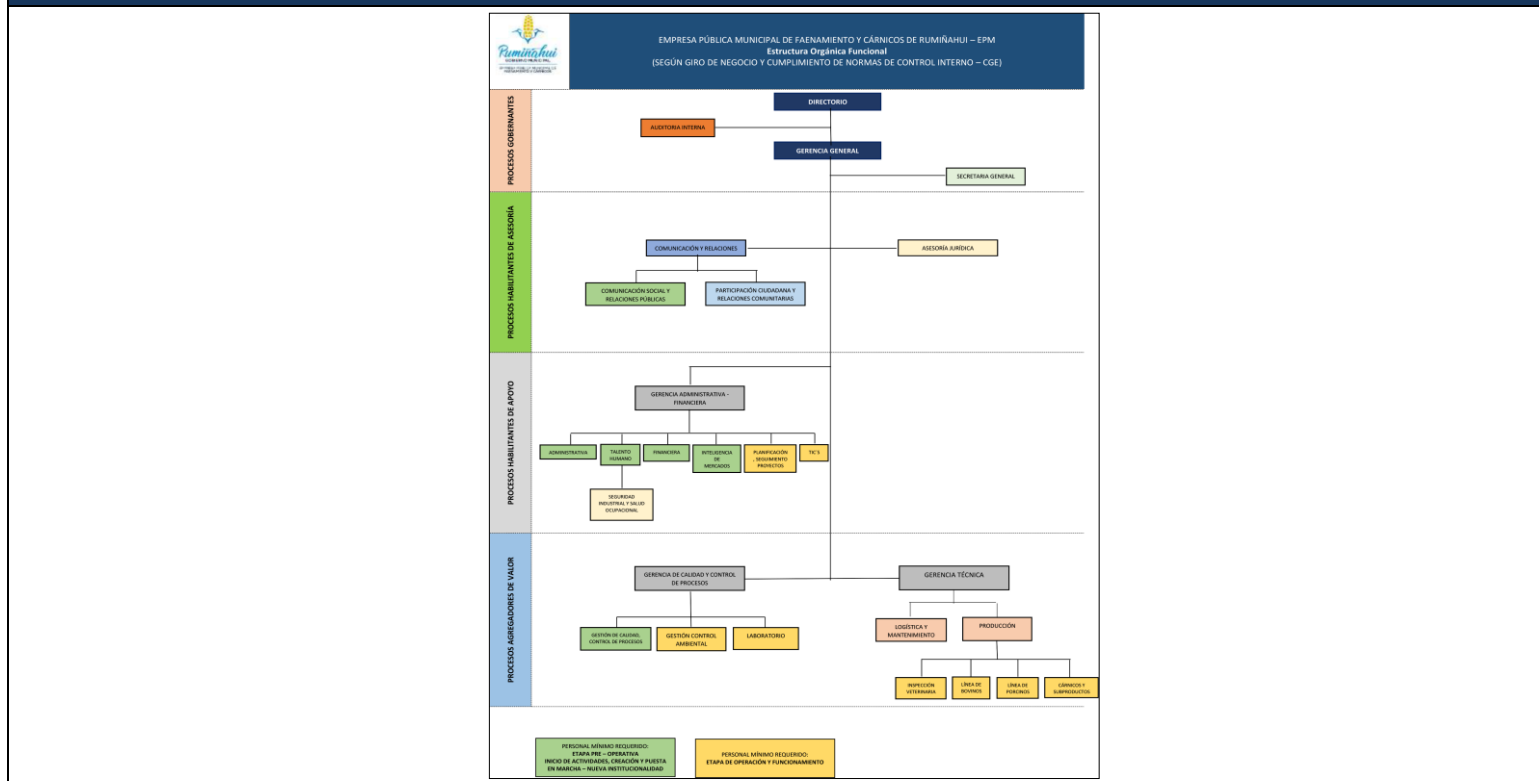 Rumiñahui
GOBIERNO MUNICIPAL
EMPRESA PÚBLICA MUNICIPAL DE FAENAMIENTO Y CÁRNICOS DE RUMIÑAHUI – EPM
Estructura Orgánica Funcional
(SEGÚN GIRO DE NEGOCIO Y CUMPLIMIENTO DE NORMAS DE CONTROL INTERNO – CGE)
PROCESOS GOBERNANTES
DIRECTORIO
AUDITORIA INTERNA
GERENCIA GENERAL
SECRETARIA GENERAL
PROCESOS HABILITANTES DE ASESORÍA
COMUNICACIÓN Y RELACIONES
ASESORÍA JURÍDICA
COMUNICACIÓN SOCIAL Y
RELACIONES PÚBLICAS
PARTICIPACIÓN CIUDADANA Y
RELACIONES COMUNITARIAS
PROCESOS HABILITANTES DE APOYO
GERENCIA ADMINISTRATIVA -
FINANCIERA
ADMINISTRATIVA
TALENTO
HUMANO
FINANCIERA
INTELIGENCIA
DE
MERCADOS
PLANIFICACIÓN
, SEGUIMIENTO
PROYECTOS
TIC´S
SEGURIDAD
INDUSTRIAL Y SALUD
OCUPACIONAL
PROCESOS AGREGADORES DE VALOR
GERENCIA DE CALIDAD Y CONTROL
DE PROCESOS
GERENCIA TÉCNICA
GESTIÓN DE CALIDAD,
CONTROL DE PROCESOS
GESTIÓN CONTROL
AMBIENTAL
LABORATORIO
LOGÍSTICA Y
MANTENIMIENTO
PRODUCCIÓN
INSPECCIÓN
VETERINARIA
LÍNEA DE
BOVINOS
LÍNEA DE
PORCINOS
CÁRNICOS Y
SUBPRODUCTOS
PERSONAL MÍNIMO REQUERIDO:
ETAPA PRE – OPERATIVA
INICIO DE ACTIVIDADES, CREACIÓN Y PUESTA
EN MARCHA – NUEVA INSTITUCIONALIDAD
PERSONAL MÍNIMO REQUERIDO:
ETAPA DE OPERACIÓN Y FUNCIONAMIENTO